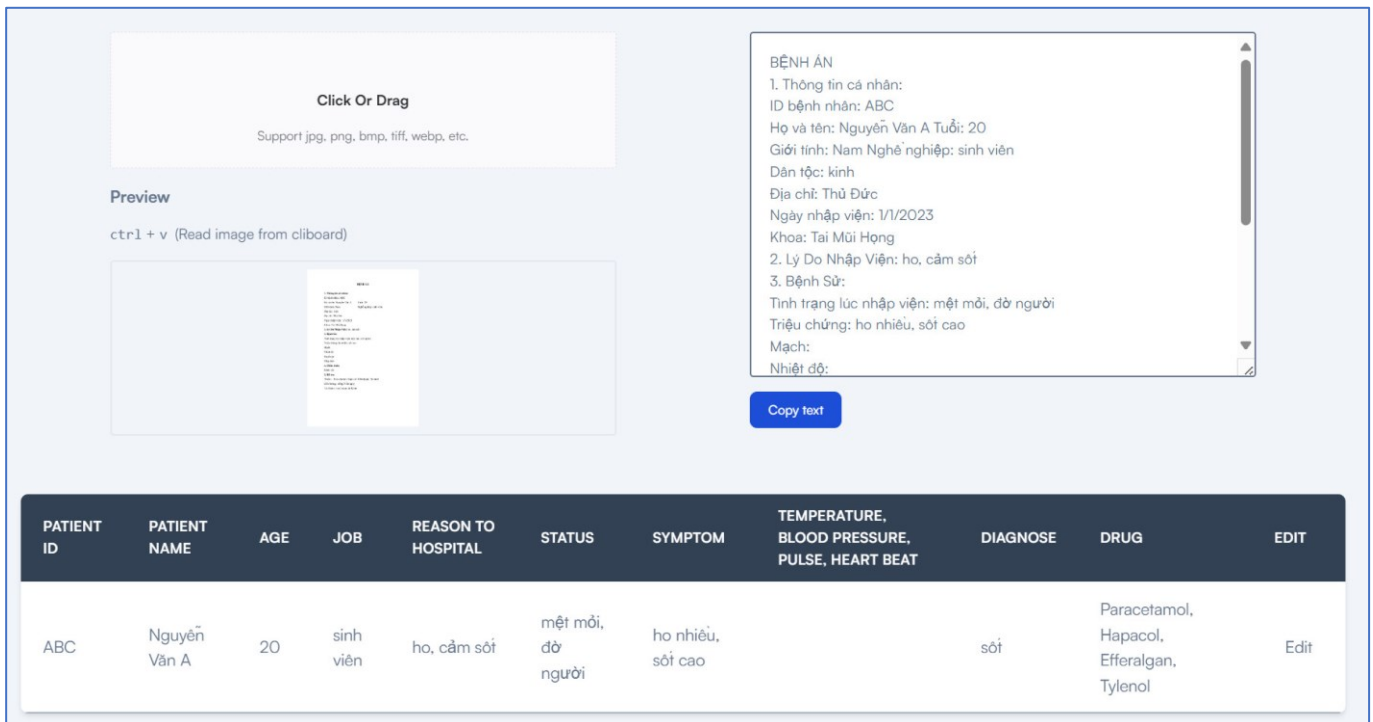 Click Or Drag
Support jpg, png, bmp, tiff, webp, etc.
Preview
ctrl + v (Read image from cliboard)
BỆNH ÁN
1. Thông tin cá nhân:
ID bệnh nhân: ABC
Họ và tên: Nguyễn Văn A Tuổi: 20
Giới tính: Nam Nghề nghiệp: sinh viên
Dân tộc: kinh
Địa chỉ: Thủ Đức
Ngày nhập viện: 1/1/2023
Khoa: Tai Mũi Họng
2. Lý Do Nhập Viện: ho, cảm sốt
3. Bệnh Sử:
Tình trạng lúc nhập viện: mệt mỏi, đờ người
Triệu chứng: ho nhiều, sốt cao
Mạch:
Nhiệt độ:
Copy text
PATIENT
ID
PATIENT
NAME
AGE
JOB
REASON TO
HOSPITAL
STATUS
SYMPTOM
TEMPERATURE,
BLOOD PRESSURE,
PULSE, HEART BEAT
DIAGNOSE
DRUG
EDIT
ABC
Nguyễn
Văn A
20
sinh
viên
ho, cảm sốt
mệt mỏi,
đờ
người
ho nhiều,
sốt cao
sốt
Paracetamol,
Hapacol,
Efferalgan,
Tylenol
Edit